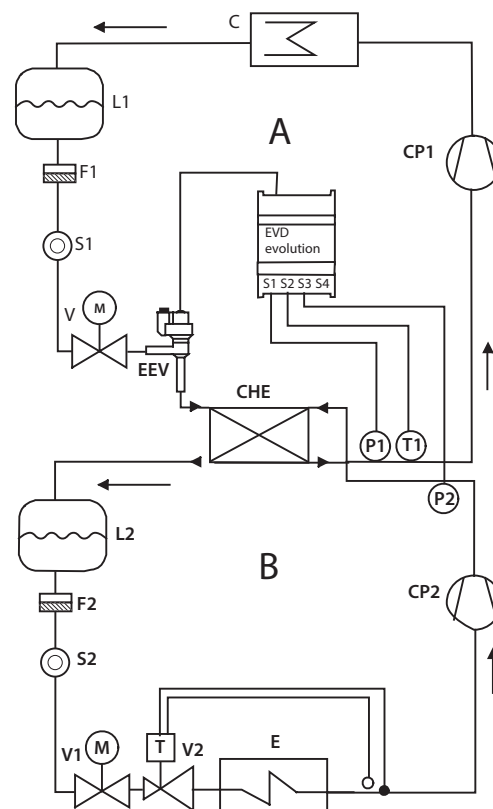 C
L1
A
CP1
F1
EVD
evolution
S1
S1 S2 S3 S4
V
M
EEV
CHE
P1
T1
P2
L2
B
F2
CP2
S2
V1
M
T
V2
E